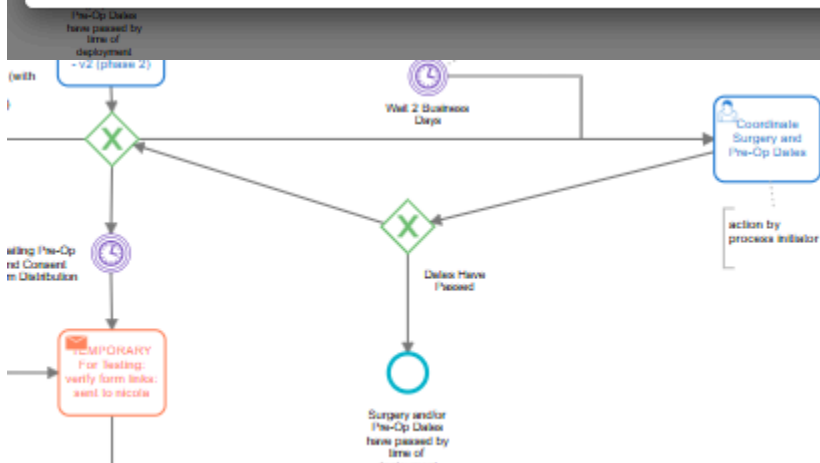 Pre-Op Dates
have passed by
time of
deployment
- v2 (phase 2)
(with
)
Wait 2 Business
Days
Coordinate
Surgery and
Pre-Op Dates
action by
process initiator
aiting Pre-Op
nd Consent
m Distribution
Dates Have
Passed
TEMPORARY
For Testing:
verify form links:
sent to nicole
Surgery and/or
Pre-Op Dates
have passed by
time of